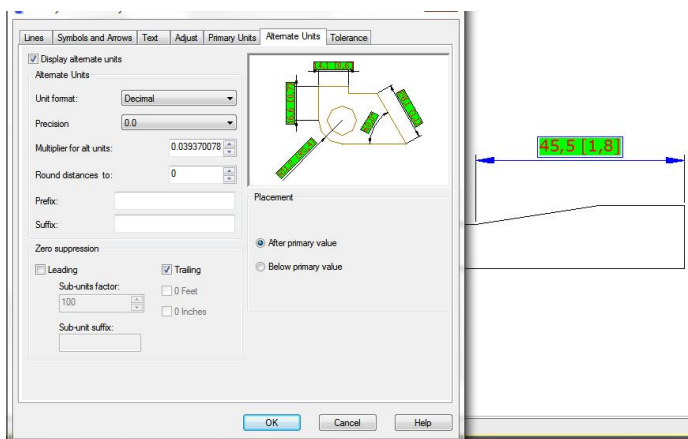 Lines Symbols and Arrows Text Adjust Primary Units Alternate Units Tolerance
Display alternate units
Alternate Units
Unit format: Decimal
Precision 0.0
Multiplier for alt units: 0.039370078
Round distances to: 0
Prefix:
Suffix:
Zero suppression
Leading
Trailing
Sub-units factor:
100
0 Feet
0 Inches
Sub-unit suffix:
Placement
After primary value
Below primary value
OK Cancel Help
45,5 [1,8]